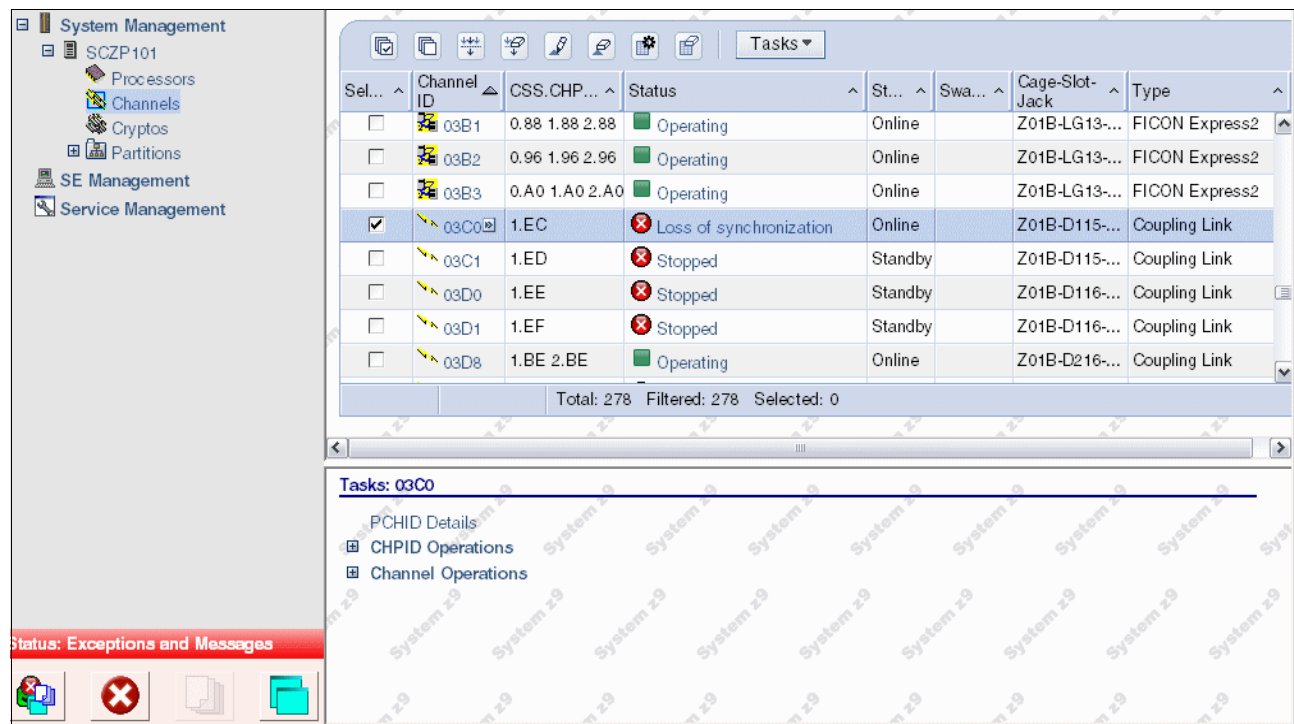 System Management
SCZP101
Processors
Channels
Cryptos
Partitions
SE Management
Service Management
Status: Exceptions and Messages
Tasks
Sel... Channel ID CSS.CHP... Status St... Swa... Cage-Slot-Jack Type
03B1 0.88 1.88 2.88 Operating Online Z01B-LG13-... FICON Express2
03B2 0.96 1.96 2.96 Operating Online Z01B-LG13-... FICON Express2
03B3 0.A0 1.A0 2.A0 Operating Online Z01B-LG13-... FICON Express2
03C0 1.EC Loss of synchronization Online Z01B-D115-... Coupling Link
03C1 1.ED Stopped Standby Z01B-D115-... Coupling Link
03D0 1.EE Stopped Standby Z01B-D116-... Coupling Link
03D1 1.EF Stopped Standby Z01B-D116-... Coupling Link
03D8 1.BE 2.BE Operating Online Z01B-D216-... Coupling Link
Total: 278 Filtered: 278 Selected: 0
Tasks: 03C0
PCHID Details
CHPID Operations
Channel Operations
System z9